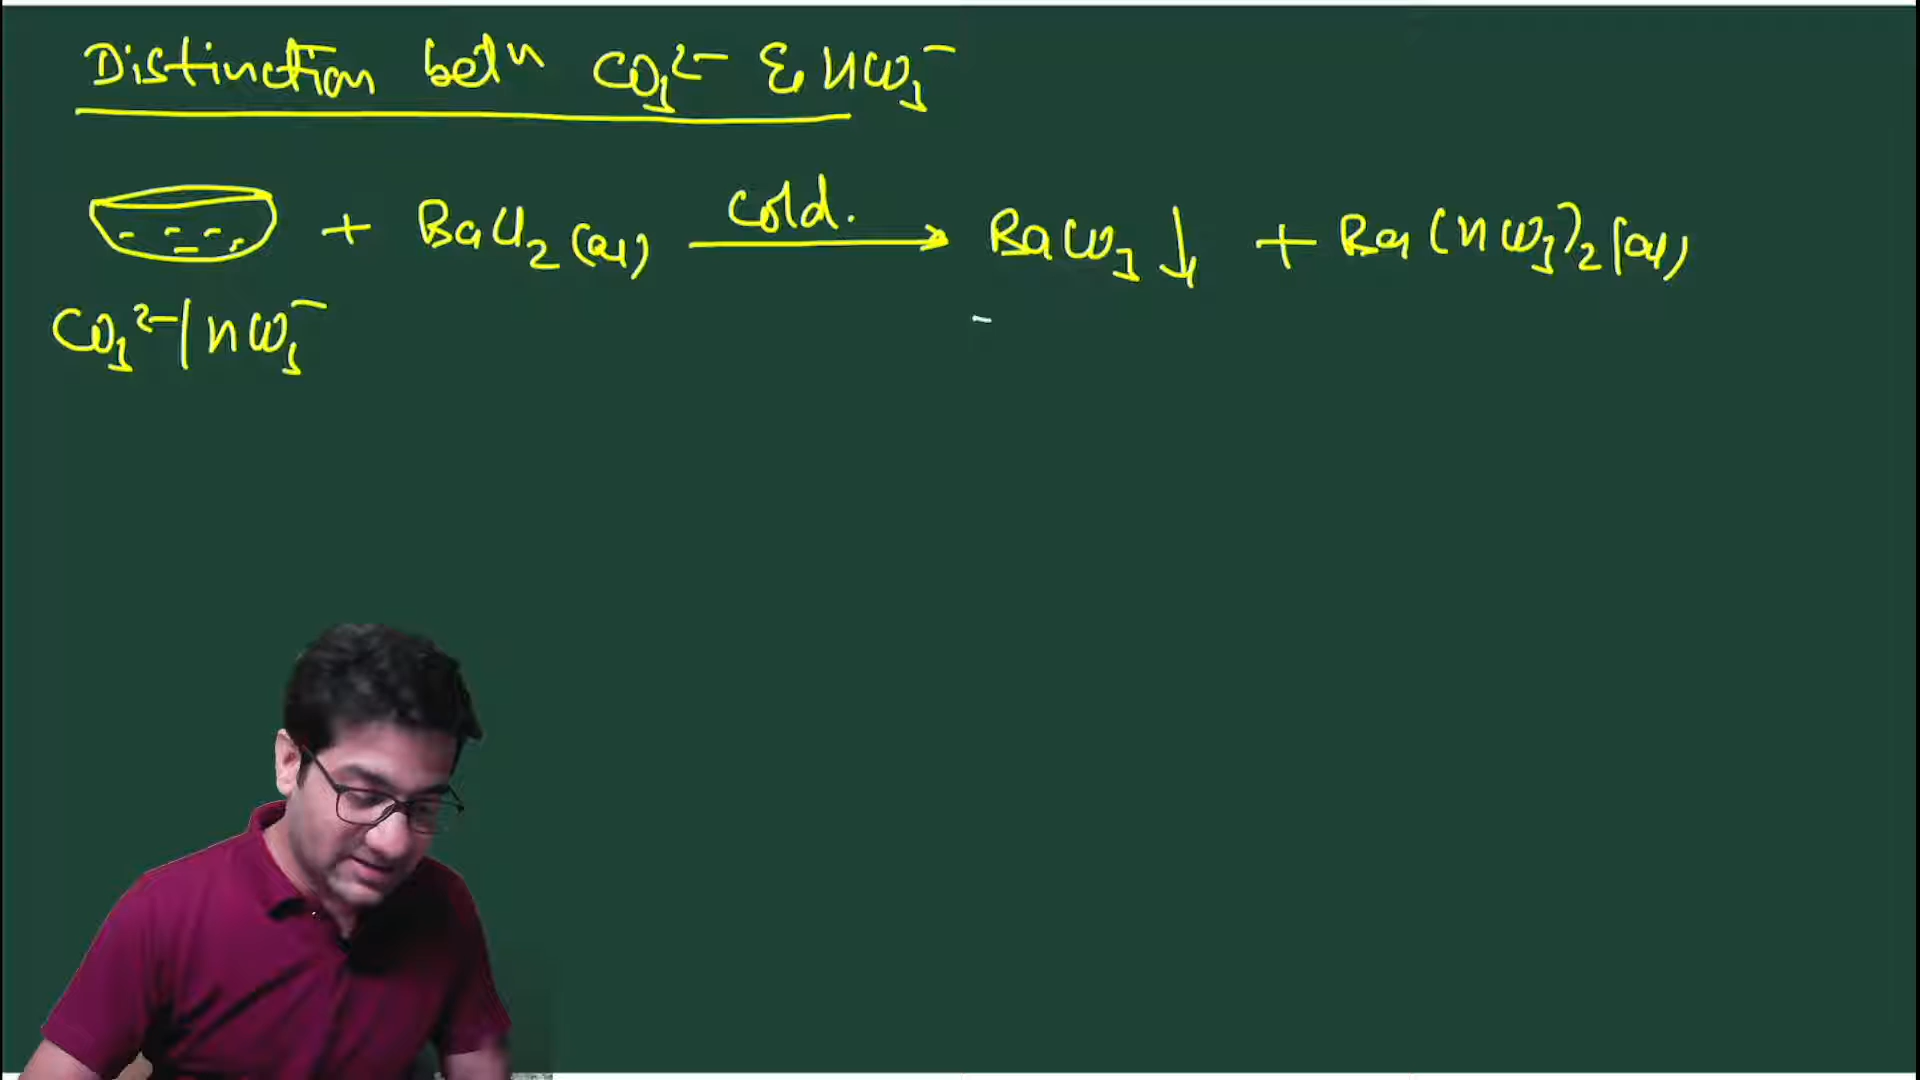 Distinction betⁿ CO₃²⁻ & HCO₃⁻
+ BaCl₂(aq) cold. → BaCO₃ ↓ + Ba(HCO₃)₂(aq)
CO₃²⁻ / HCO₃⁻